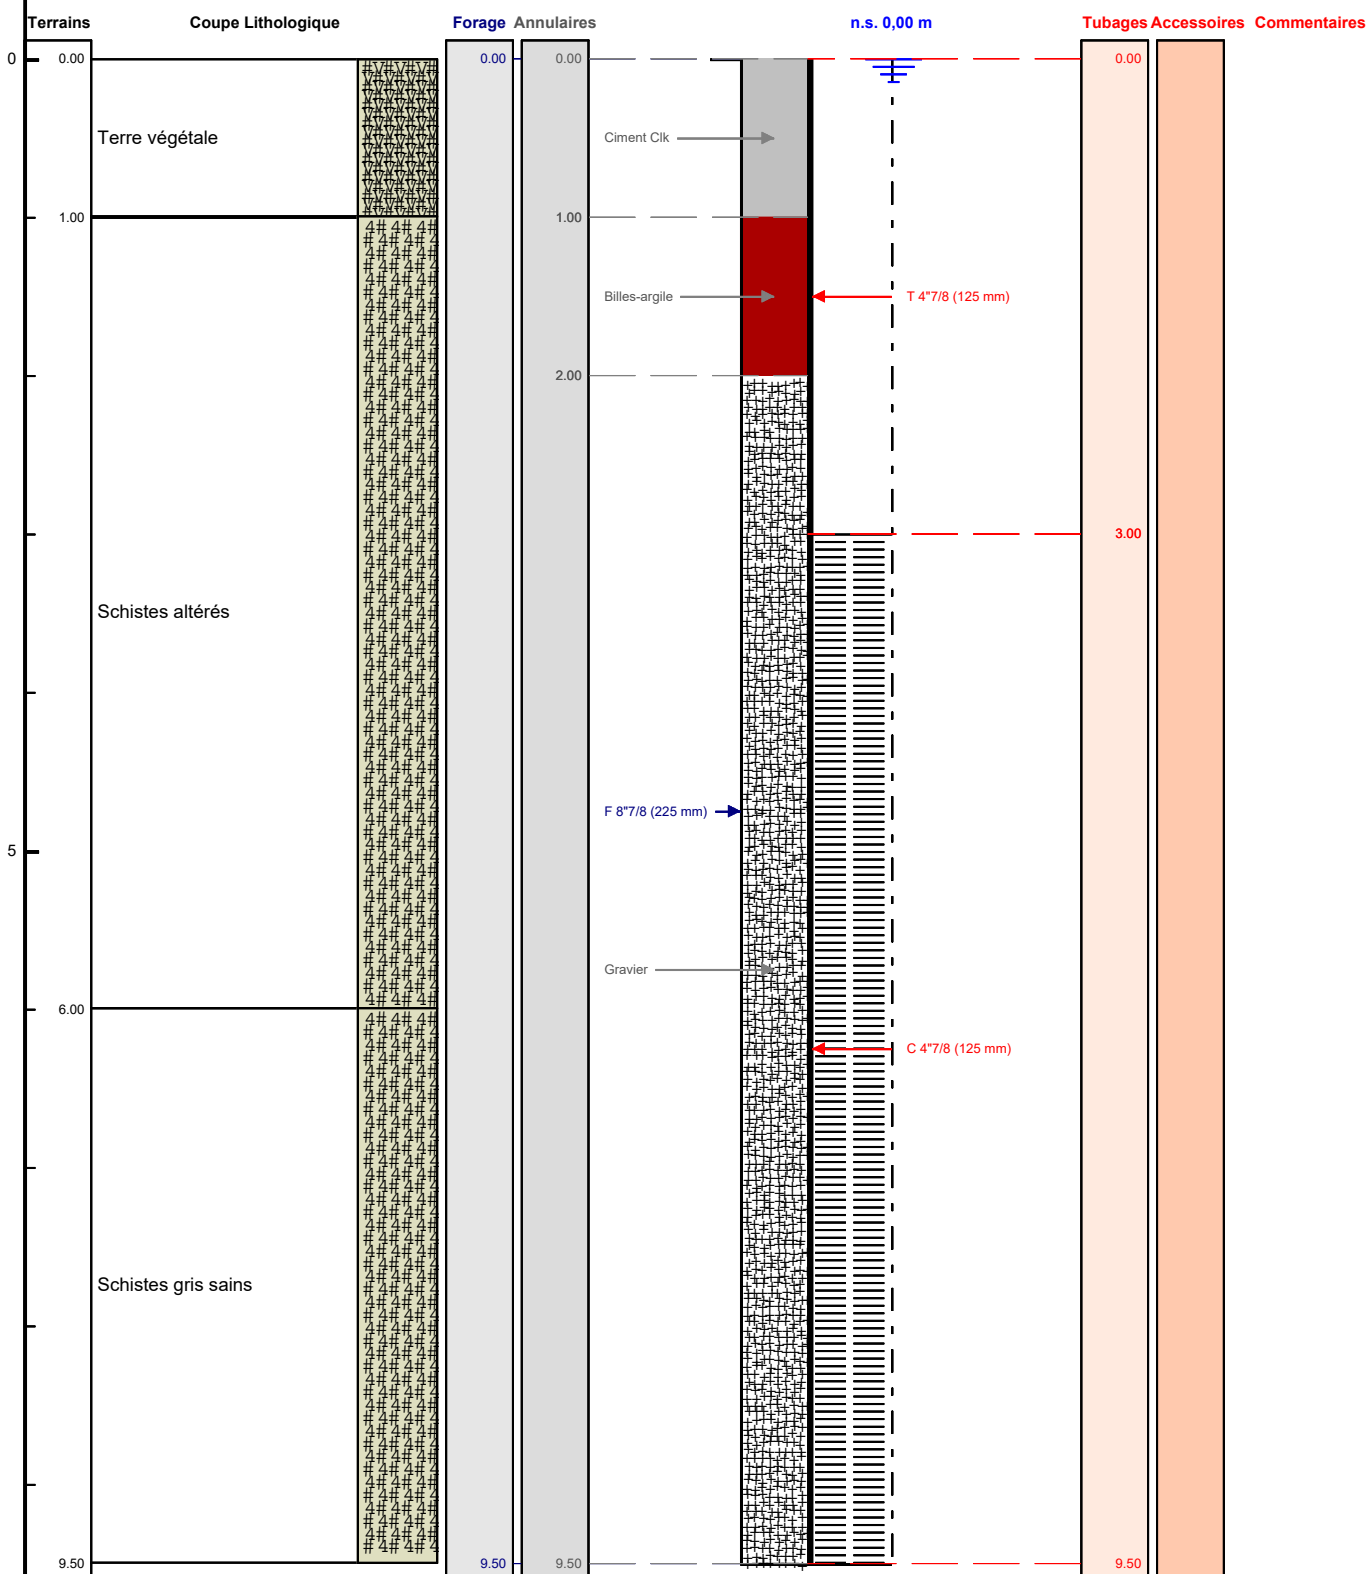 Terrains Coupe Lithologique Forage Annulaires n.s. 0,00 m Tubages Accessoires Commentaires
0 0.00 0.00 0.00 0.00
Terre végétale Ciment Clk
1.00 1.00
Billes-argile T 4"7/8 (125 mm)
2.00
3.00
Schistes altérés
F 8"7/8 (225 mm)
5
Gravier
6.00
C 4"7/8 (125 mm)
Schistes gris sains
9.50 9.50 9.50 9.50